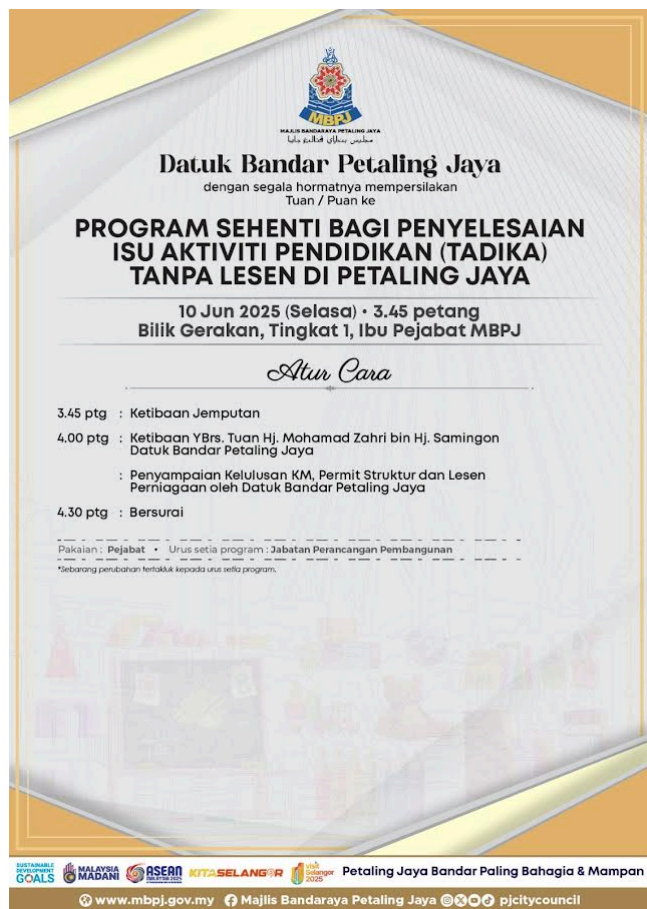 MBPJ
MAJLIS BANDARAYA PETALING JAYA
مجليس بندارای ڤتاليڠ جايا
Datuk Bandar Petaling Jaya
dengan segala hormatnya mempersilakan
Tuan / Puan ke
PROGRAM SEHENTI BAGI PENYELESAIAN
ISU AKTIVITI PENDIDIKAN (TADIKA)
TANPA LESEN DI PETALING JAYA
10 Jun 2025 (Selasa) • 3.45 petang
Bilik Gerakan, Tingkat 1, Ibu Pejabat MBPJ
Atur Cara
3.45 ptg : Ketibaan Jemputan
4.00 ptg : Ketibaan YBrs. Tuan Hj. Mohamad Zahri bin Hj. Samingon
Datuk Bandar Petaling Jaya
: Penyampaian Kelulusan KM, Permit Struktur dan Lesen
Perniagaan oleh Datuk Bandar Petaling Jaya
4.30 ptg : Bersurai
Pakaian : Pejabat • Urus setia program : Jabatan Perancangan Pembangunan
*Sebarang perubahan tertakluk kepada urus setia program.
SUSTAINABLE DEVELOPMENT GOALS MALAYSIA MADANI ASEAN MALAYSIA 2025 KITASELANGOR Visit Selangor 2025 Petaling Jaya Bandar Paling Bahagia & Mampan
www.mbpj.gov.my Majlis Bandaraya Petaling Jaya pjcitycouncil